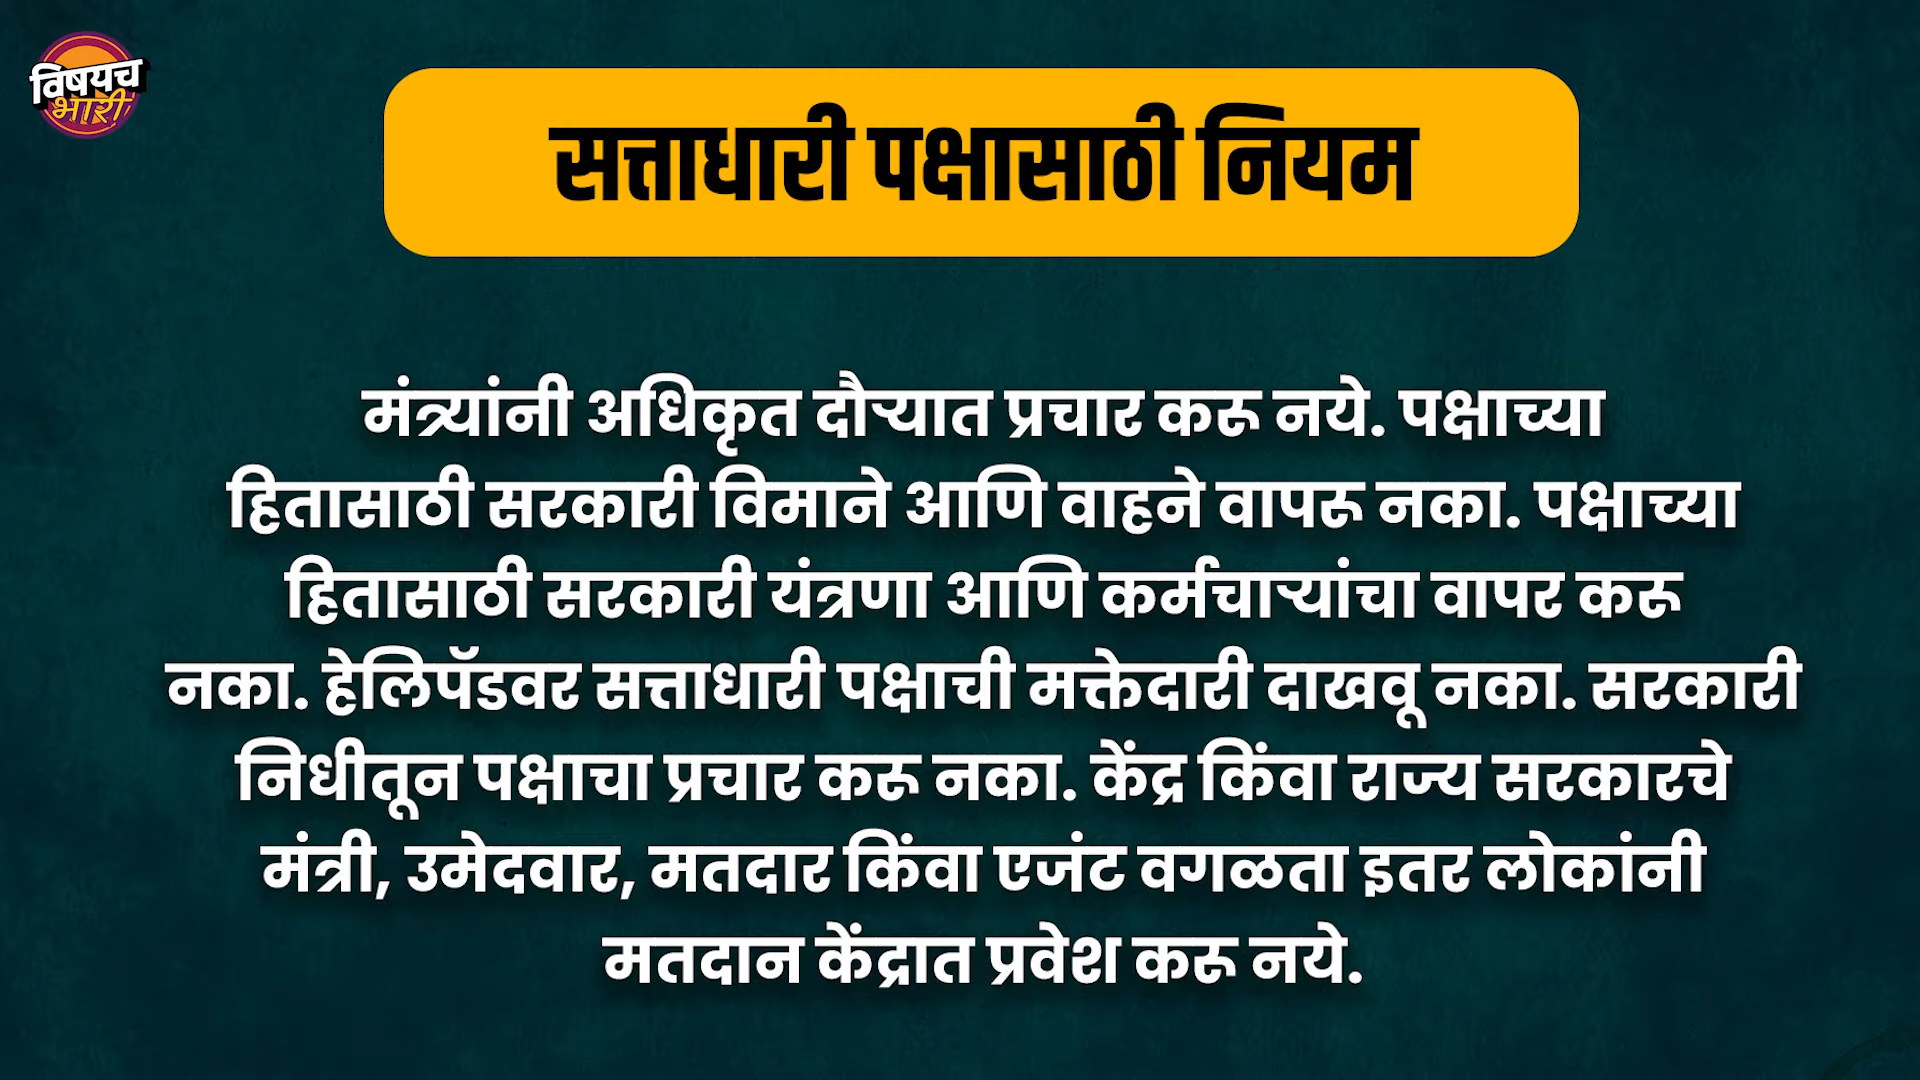 विषयच
भारी
सत्ताधारी पक्षासाठी नियम
मंत्र्यांनी अधिकृत दौऱ्यात प्रचार करू नये. पक्षाच्या
हितासाठी सरकारी विमाने आणि वाहने वापरू नका. पक्षाच्या
हितासाठी सरकारी यंत्रणा आणि कर्मचाऱ्यांचा वापर करू
नका. हेलिपॅडवर सत्ताधारी पक्षाची मक्तेदारी दाखवू नका. सरकारी
निधीतून पक्षाचा प्रचार करू नका. केंद्र किंवा राज्य सरकारचे
मंत्री, उमेदवार, मतदार किंवा एजंट वगळता इतर लोकांनी
मतदान केंद्रात प्रवेश करू नये.